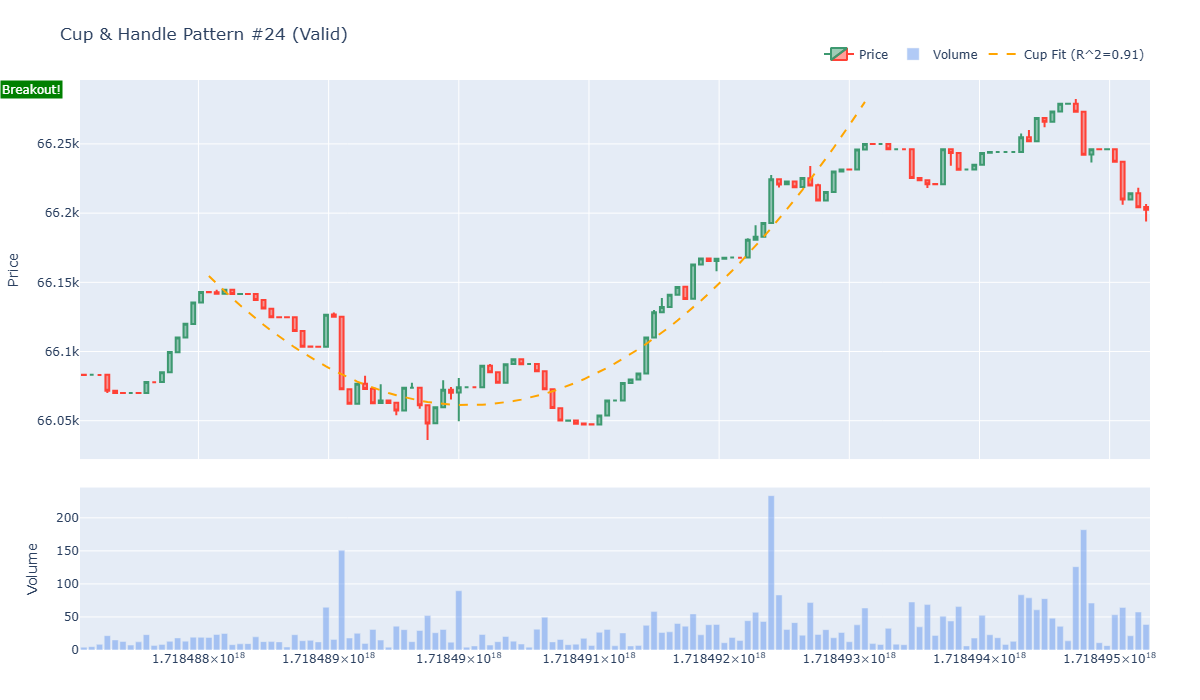 Cup & Handle Pattern #24 (Valid)
Price
Volume
Cup Fit (R^2=0.91)
Breakout!
66.25k
66.2k
66.15k
66.1k
66.05k
Price
200
150
100
50
0
Volume
1.718488×10¹⁸
1.718489×10¹⁸
1.71849×10¹⁸
1.718491×10¹⁸
1.718492×10¹⁸
1.718493×10¹⁸
1.718494×10¹⁸
1.718495×10¹⁸